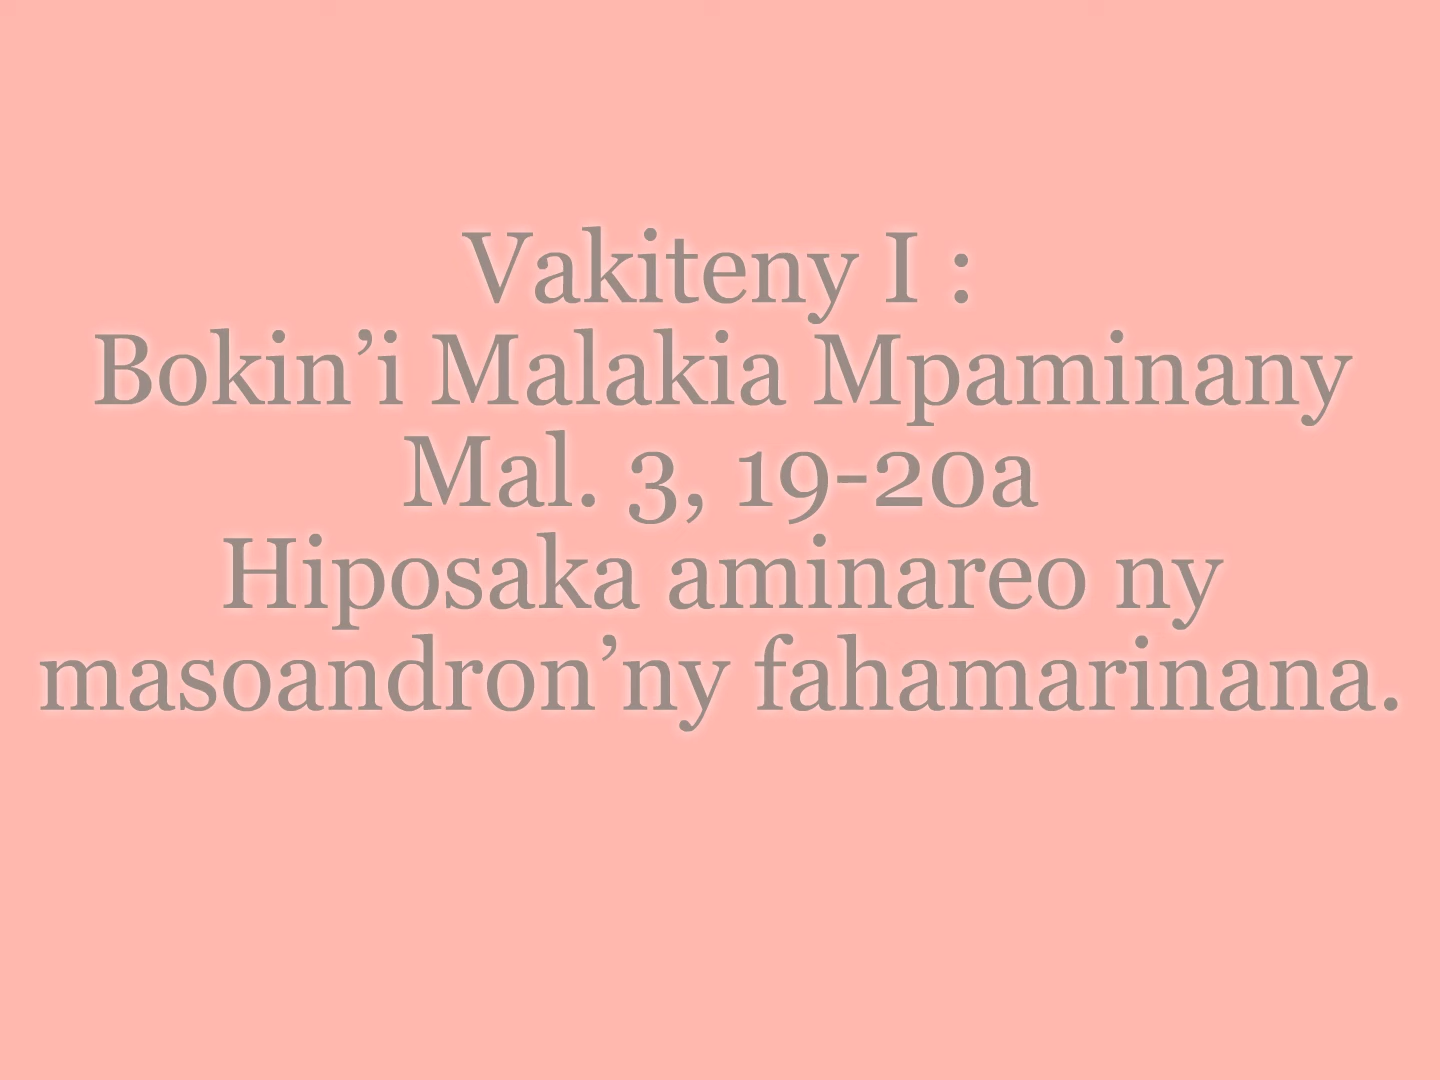 Vakiteny I :
Bokin’i Malakia Mpaminany
Mal. 3, 19-20a
Hiposaka aminareo ny
masoandron’ny fahamarinana.